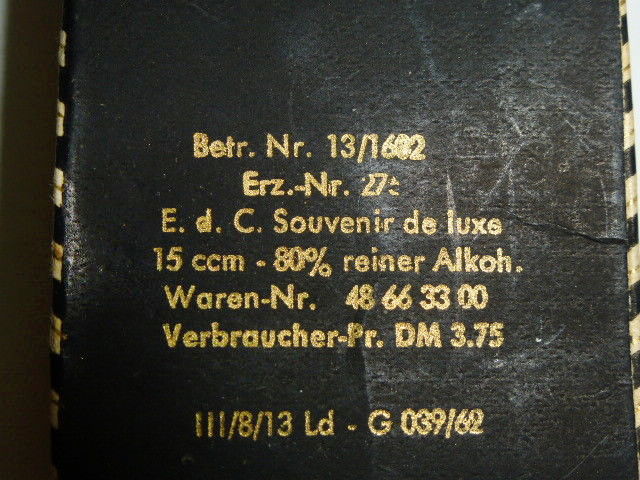 Betr. Nr. 13/1602
Erz.-Nr.
E. d. C. Souvenir de luxe
15 ccm - 80% reiner Alkoh.
Waren-Nr. 48 66 33 00
Verbraucher-Pr. DM 3.75
III/8/13 Ld - G 039/62